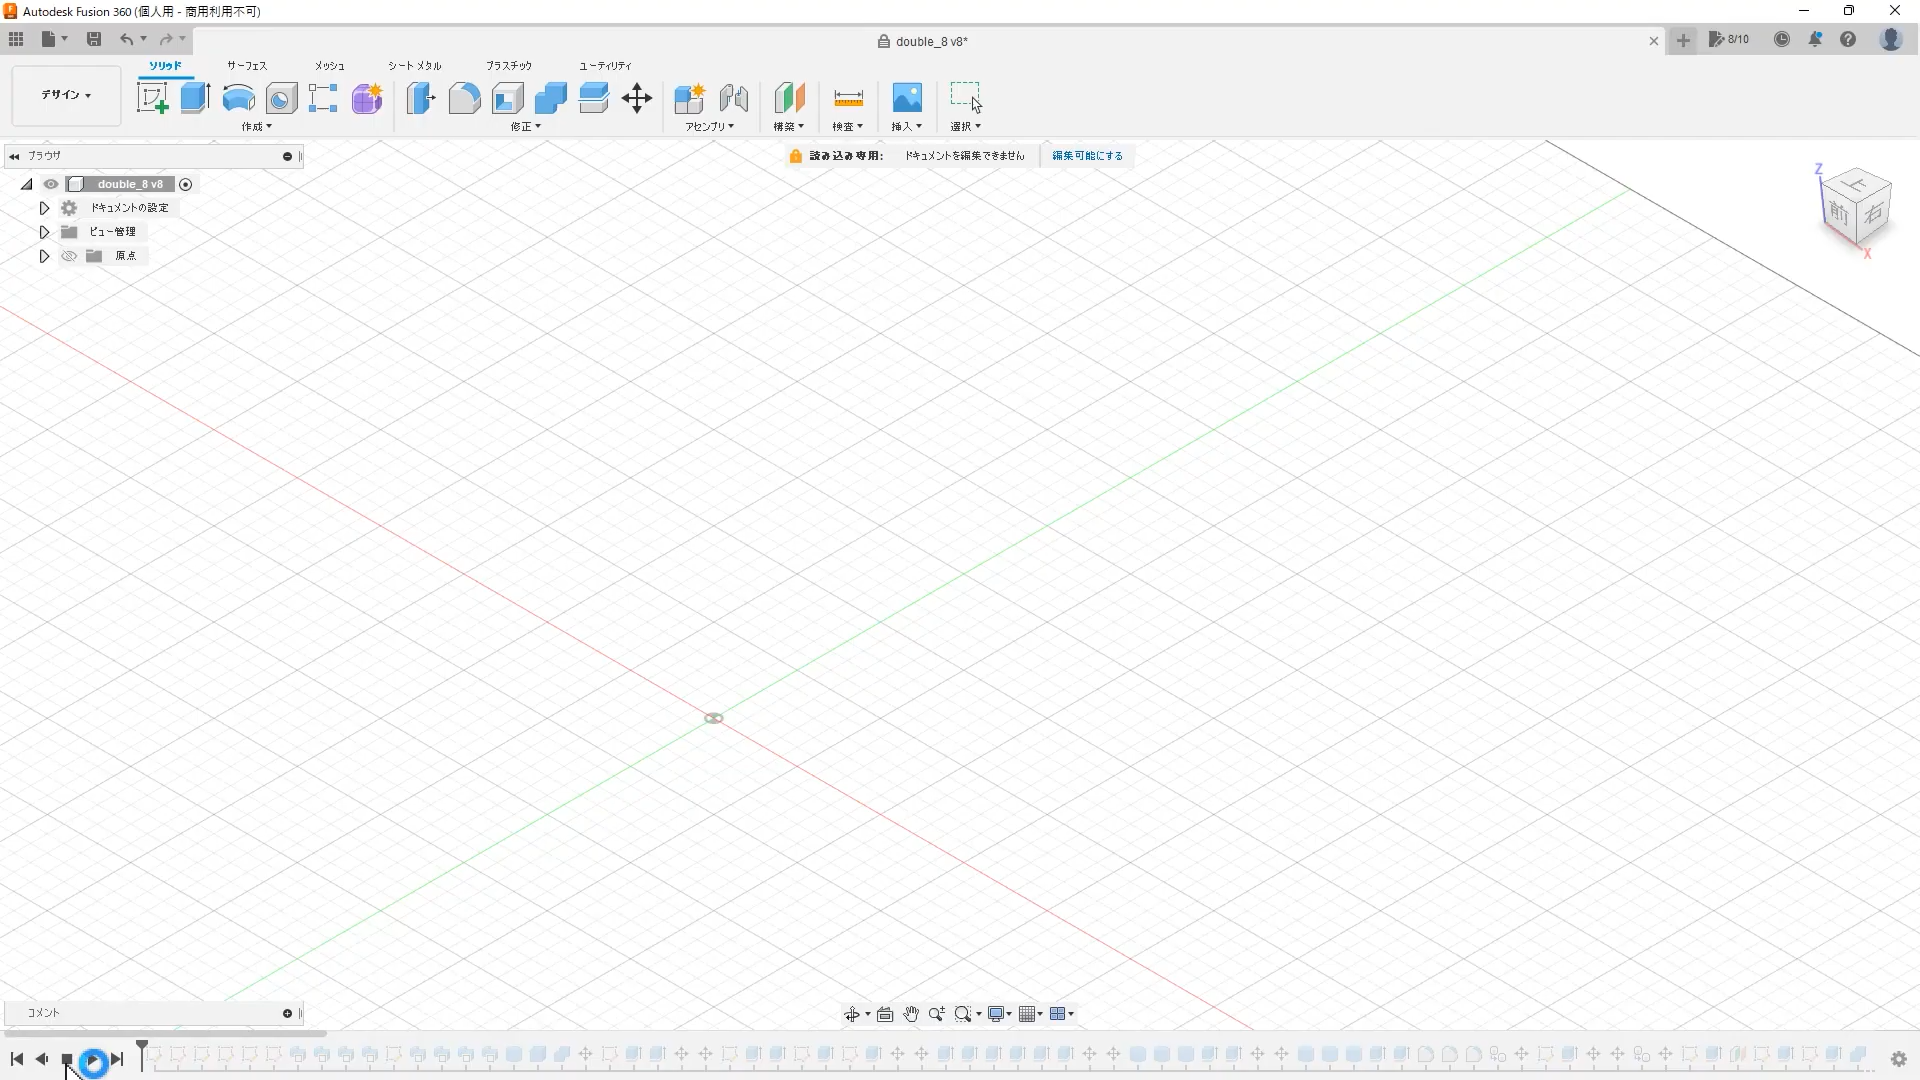 Autodesk Fusion 360 (個人用 - 商用利用不可)
double_8 v8*
8/10
ソリッド サーフェス メッシュ シート メタル プラスチック ユーティリティ
デザイン
作成 修正 アセンブリ 構築 検査 挿入 選択
ブラウザ
読み込み専用: ドキュメントを編集できません 編集可能にする
double_8 v8
ドキュメントの設定
ビュー管理
原点
Z
上
前
右
X
コメント